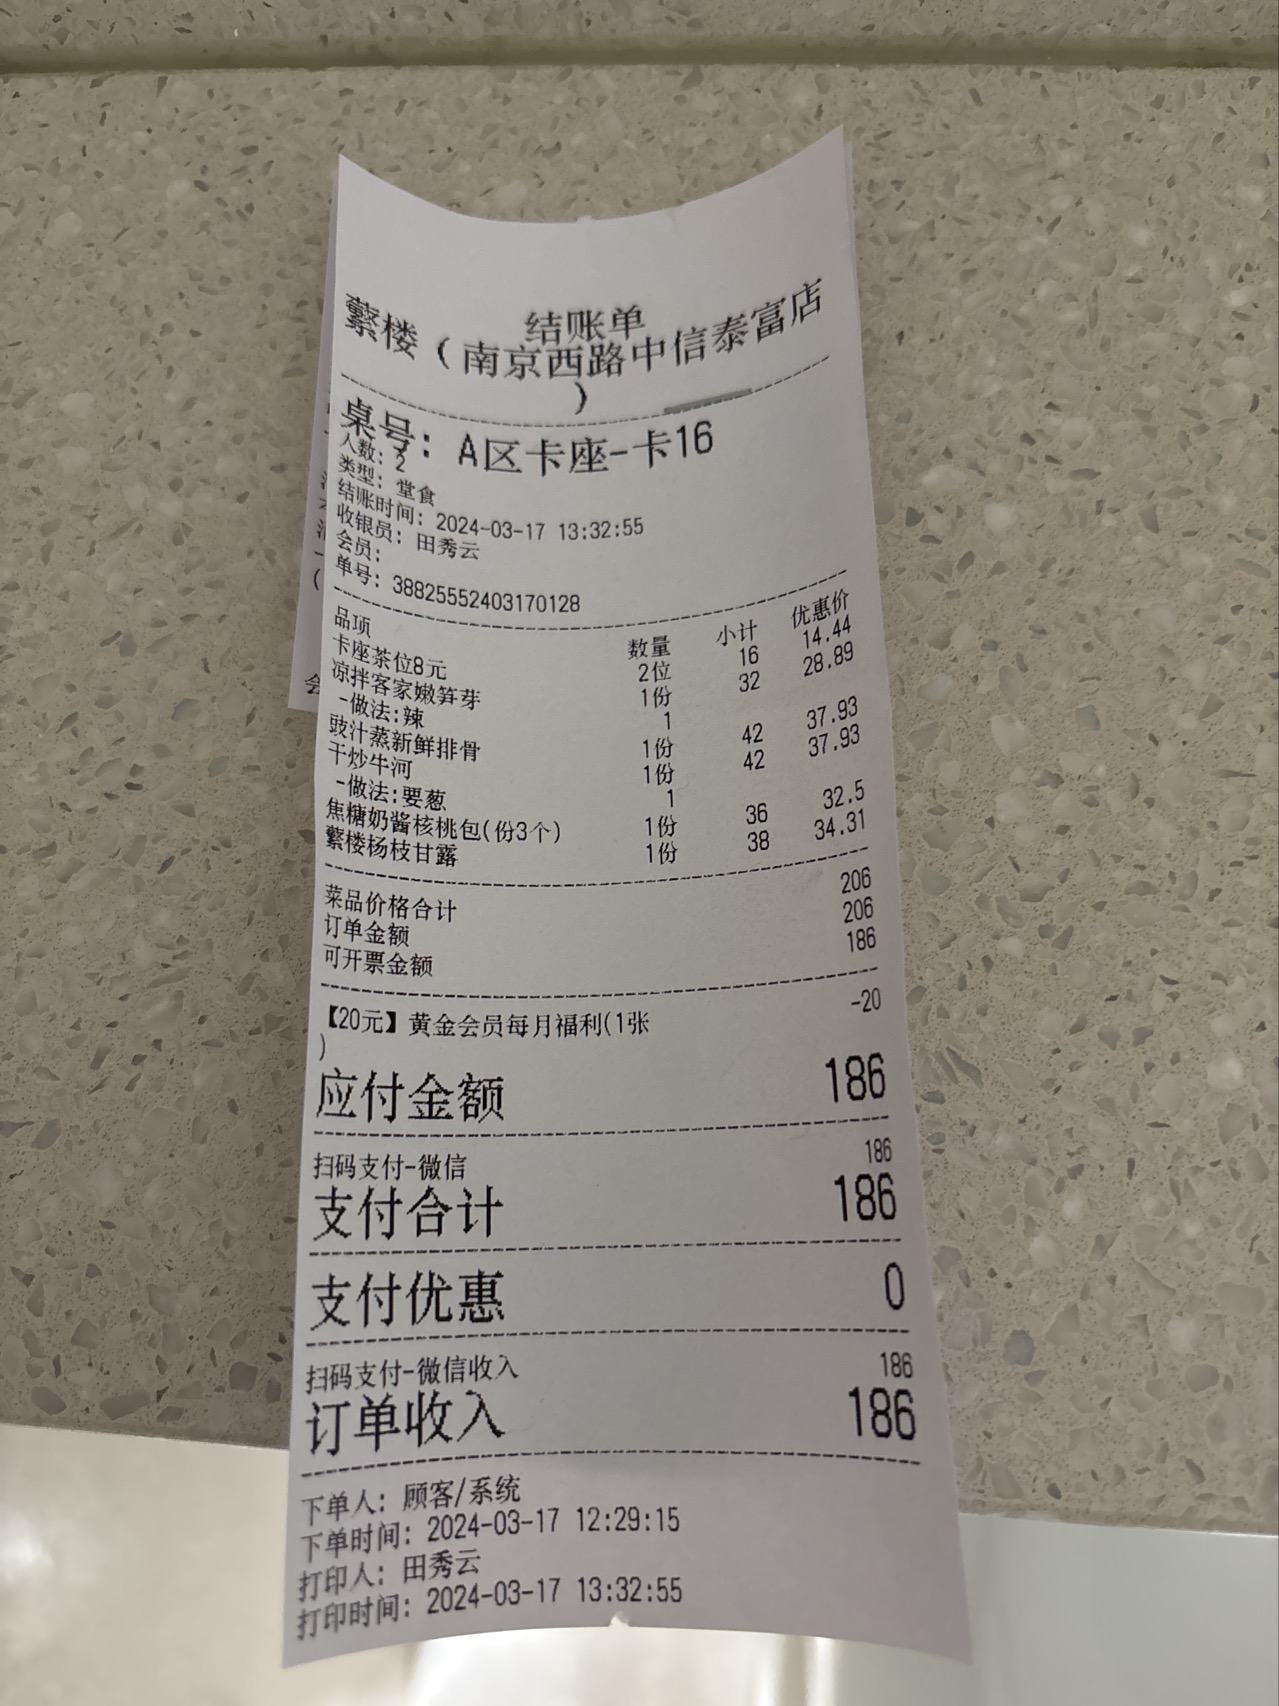 结账单
蘩楼（南京西路中信泰富店
）
桌号: A区卡座-卡16
人数: 2
类型: 堂食
结账时间: 2024-03-17 13:32:55
收银员: 田秀云
会员:
单号: 38825552403170128
品项 数量 小计 优惠价
卡座茶位8元 2位 16 14.44
凉拌客家嫩笋芽 1份 32 28.89
-做法:辣 1
豉汁蒸新鲜排骨 1份 42 37.93
干炒牛河 1份 42 37.93
-做法:要葱 1
焦糖奶酱核桃包(份3个) 1份 36 32.5
蘩楼杨枝甘露 1份 38 34.31
菜品价格合计 206
订单金额 206
可开票金额 186
【20元】黄金会员每月福利(1张 -20
)
应付金额 186
扫码支付-微信 186
支付合计 186
支付优惠 0
扫码支付-微信收入 186
订单收入 186
下单人: 顾客/系统
下单时间: 2024-03-17 12:29:15
打印人: 田秀云
打印时间: 2024-03-17 13:32:55